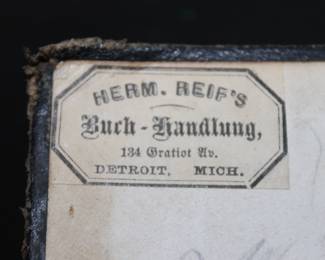 HERM. REIF'S
Buch-Handlung,
134 Gratiot Av.
DETROIT, MICH.